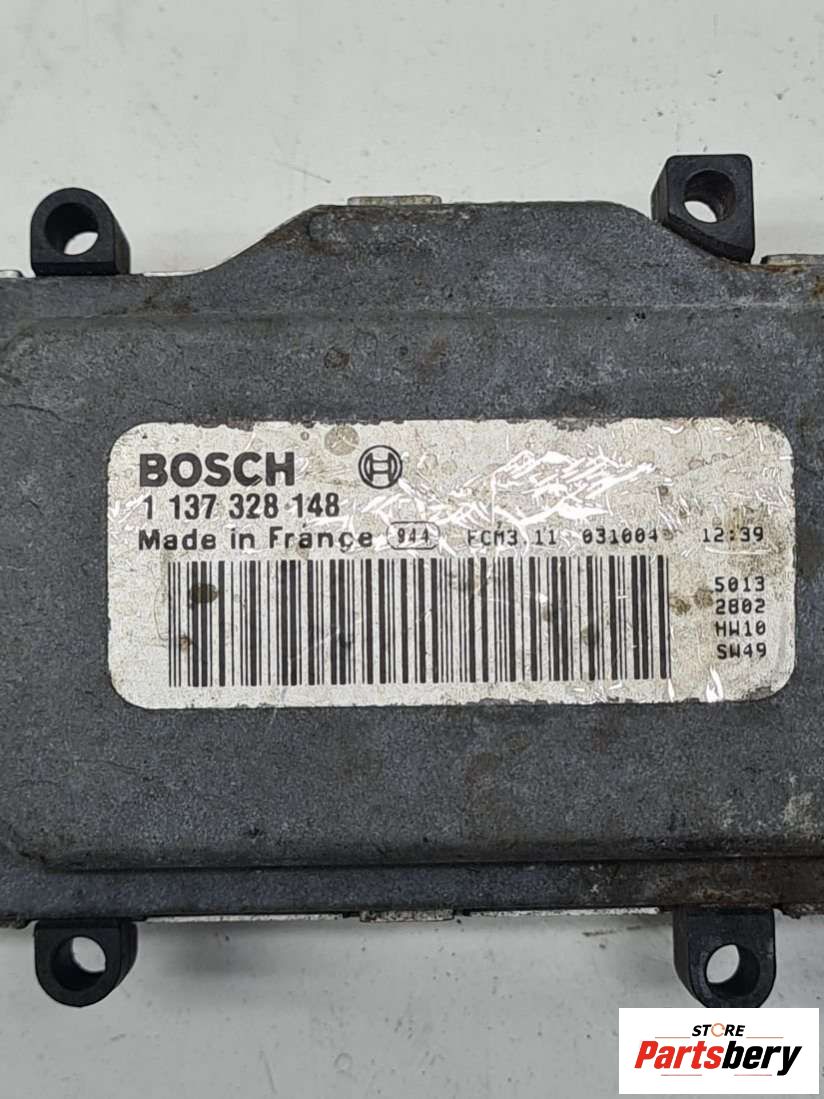 BOSCH
1 137 328 148
Made in France 944 FCM3.11 031004 12:39
5013
2802
HW10
SW49
STORE
Partsbery